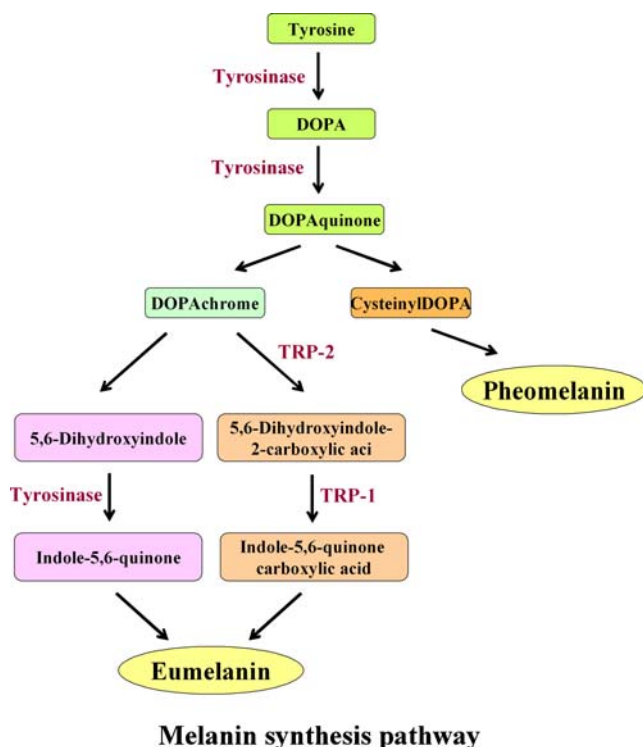 Tyrosine
Tyrosinase
DOPA
Tyrosinase
DOPAquinone
DOPAchrome
CysteinylDOPA
TRP-2
Pheomelanin
5,6-Dihydroxyindole
5,6-Dihydroxyindole-
2-carboxylic aci
Tyrosinase
TRP-1
Indole-5,6-quinone
Indole-5,6-quinone
carboxylic acid
Eumelanin
Melanin synthesis pathway